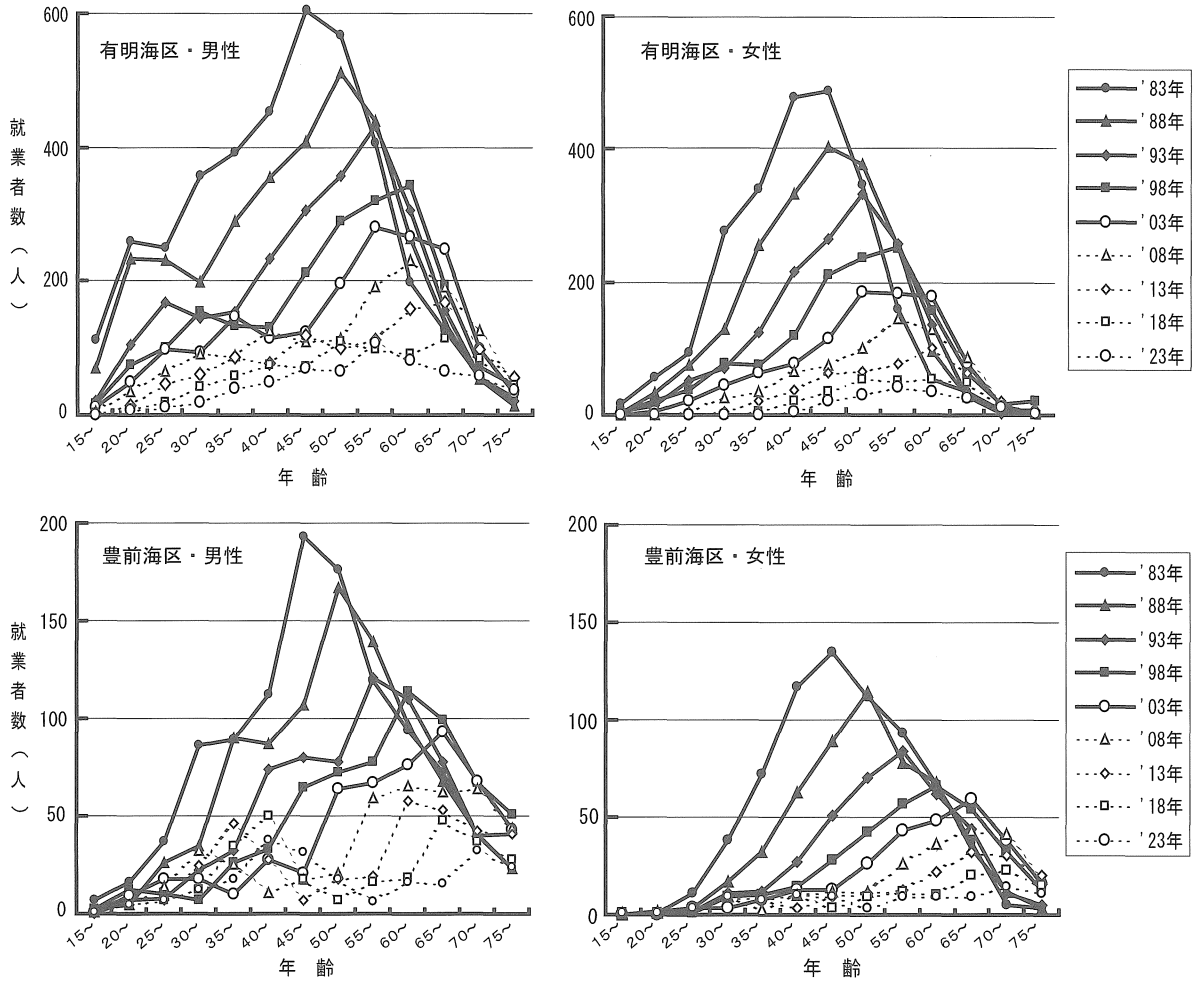 有明海区・男性
600
400
200
0
就業者数（人）
15~ 20~ 25~ 30~ 35~ 40~ 45~ 50~ 55~ 60~ 65~ 70~ 75~
年 齢
有明海区・女性
600
400
200
0
15~ 20~ 25~ 30~ 35~ 40~ 45~ 50~ 55~ 60~ 65~ 70~ 75~
年 齢
'83年
'88年
'93年
'98年
'03年
'08年
'13年
'18年
'23年
豊前海区・男性
200
150
100
50
0
就業者数（人）
15~ 20~ 25~ 30~ 35~ 40~ 45~ 50~ 55~ 60~ 65~ 70~ 75~
年 齢
豊前海区・女性
200
150
100
50
0
15~ 20~ 25~ 30~ 35~ 40~ 45~ 50~ 55~ 60~ 65~ 70~ 75~
年 齢
'83年
'88年
'93年
'98年
'03年
'08年
'13年
'18年
'23年